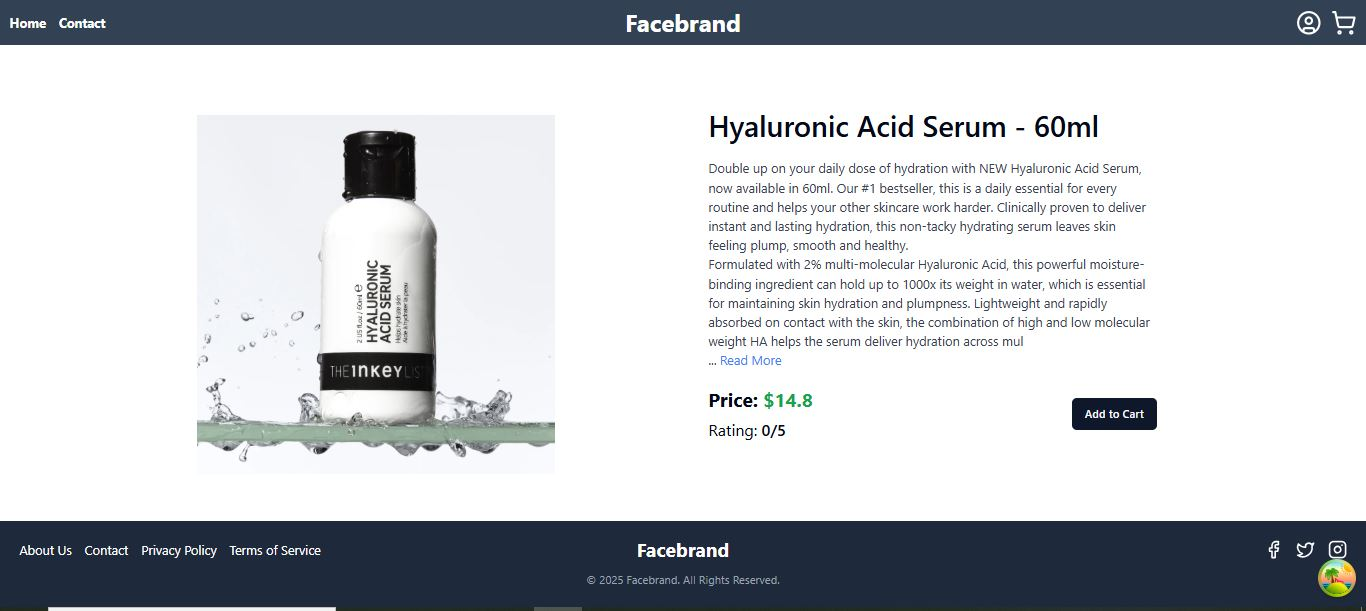 Home Contact
Facebrand
2 US fl.oz / 60ml e
HYALURONIC
ACID SERUM
Helps hydrate skin
Aide à hydrater la peau
THE INKEY LIST
Hyaluronic Acid Serum - 60ml
Double up on your daily dose of hydration with NEW Hyaluronic Acid Serum,
now available in 60ml. Our #1 bestseller, this is a daily essential for every
routine and helps your other skincare work harder. Clinically proven to deliver
instant and lasting hydration, this non-tacky hydrating serum leaves skin
feeling plump, smooth and healthy.
Formulated with 2% multi-molecular Hyaluronic Acid, this powerful moisture-
binding ingredient can hold up to 1000x its weight in water, which is essential
for maintaining skin hydration and plumpness. Lightweight and rapidly
absorbed on contact with the skin, the combination of high and low molecular
weight HA helps the serum deliver hydration across mul
... Read More
Price: $14.8
Rating: 0/5
Add to Cart
About Us Contact Privacy Policy Terms of Service
Facebrand
© 2025 Facebrand. All Rights Reserved.